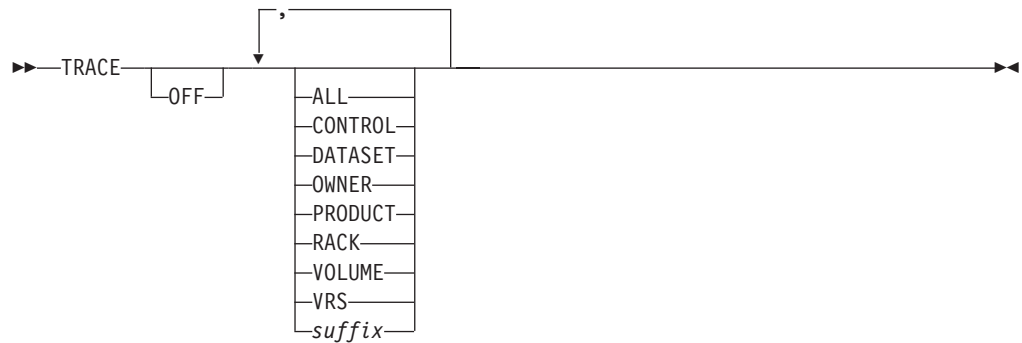 ,
TRACE
OFF
ALL
CONTROL
DATASET
OWNER
PRODUCT
RACK
VOLUME
VRS
suffix